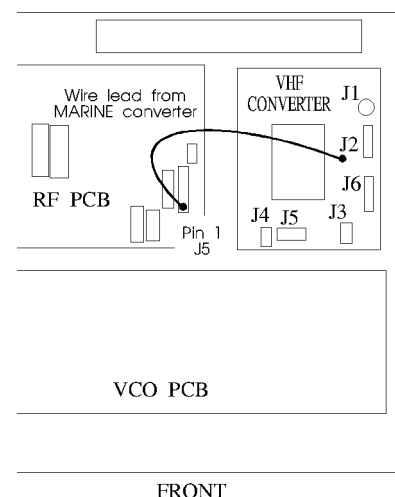 Wire lead from
MARINE converter
VHF
CONVERTER
J1
J2
J6
RF PCB
J4
J5
J3
Pin 1
J5
VCO PCB
FRONT